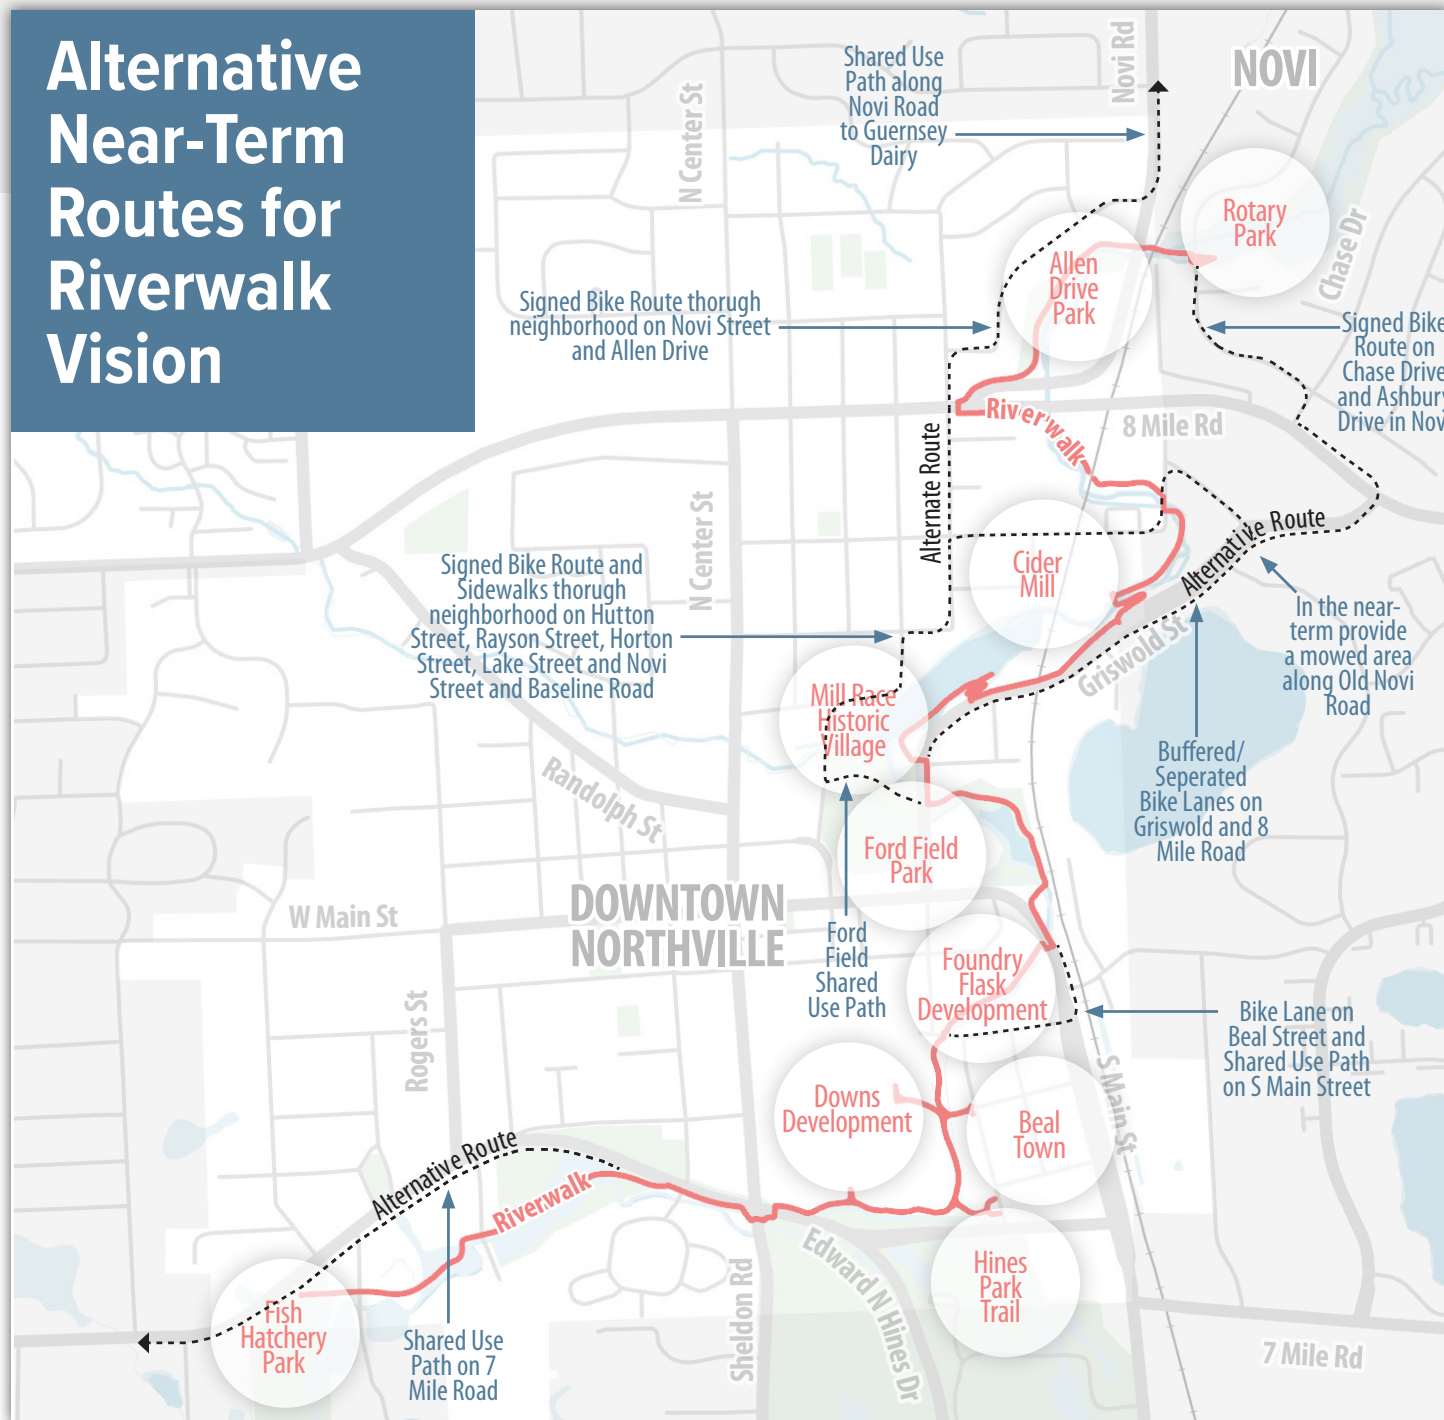 Alternative
Near-Term
Routes for
Riverwalk
Vision
Shared Use
Path along
Novi Road
to Guernsey
Dairy
Novi Rd
NOVI
N Center St
Rotary
Park
Chase Dr
Allen
Drive
Park
Signed Bike Route thorugh
neighborhood on Novi Street
and Allen Drive
Signed Bike
Route on
Chase Drive
and Ashbury
Drive in Novi
Riverwalk
8 Mile Rd
Alternate Route
N Center St
Alternative Route
Cider
Mill
Signed Bike Route and
Sidewalks thorugh
neighborhood on Hutton
Street, Rayson Street, Horton
Street, Lake Street and Novi
Street and Baseline Road
In the near-
term provide
a mowed area
along Old Novi
Road
Griswold St
Mill Race
Historic
Village
Buffered/
Seperated
Bike Lanes on
Griswold and 8
Mile Road
Randolph St
Ford Field
Park
DOWNTOWN
NORTHVILLE
W Main St
Ford
Field
Shared
Use Path
Foundry
Flask
Development
Bike Lane on
Beal Street and
Shared Use Path
on S Main Street
Rogers St
S Main St
Downs
Development
Beal
Town
Alternative Route
Riverwalk
Edward N Hines Dr
Sheldon Rd
Hines
Park
Trail
Fish
Hatchery
Park
Shared Use
Path on 7
Mile Road
7 Mile Rd